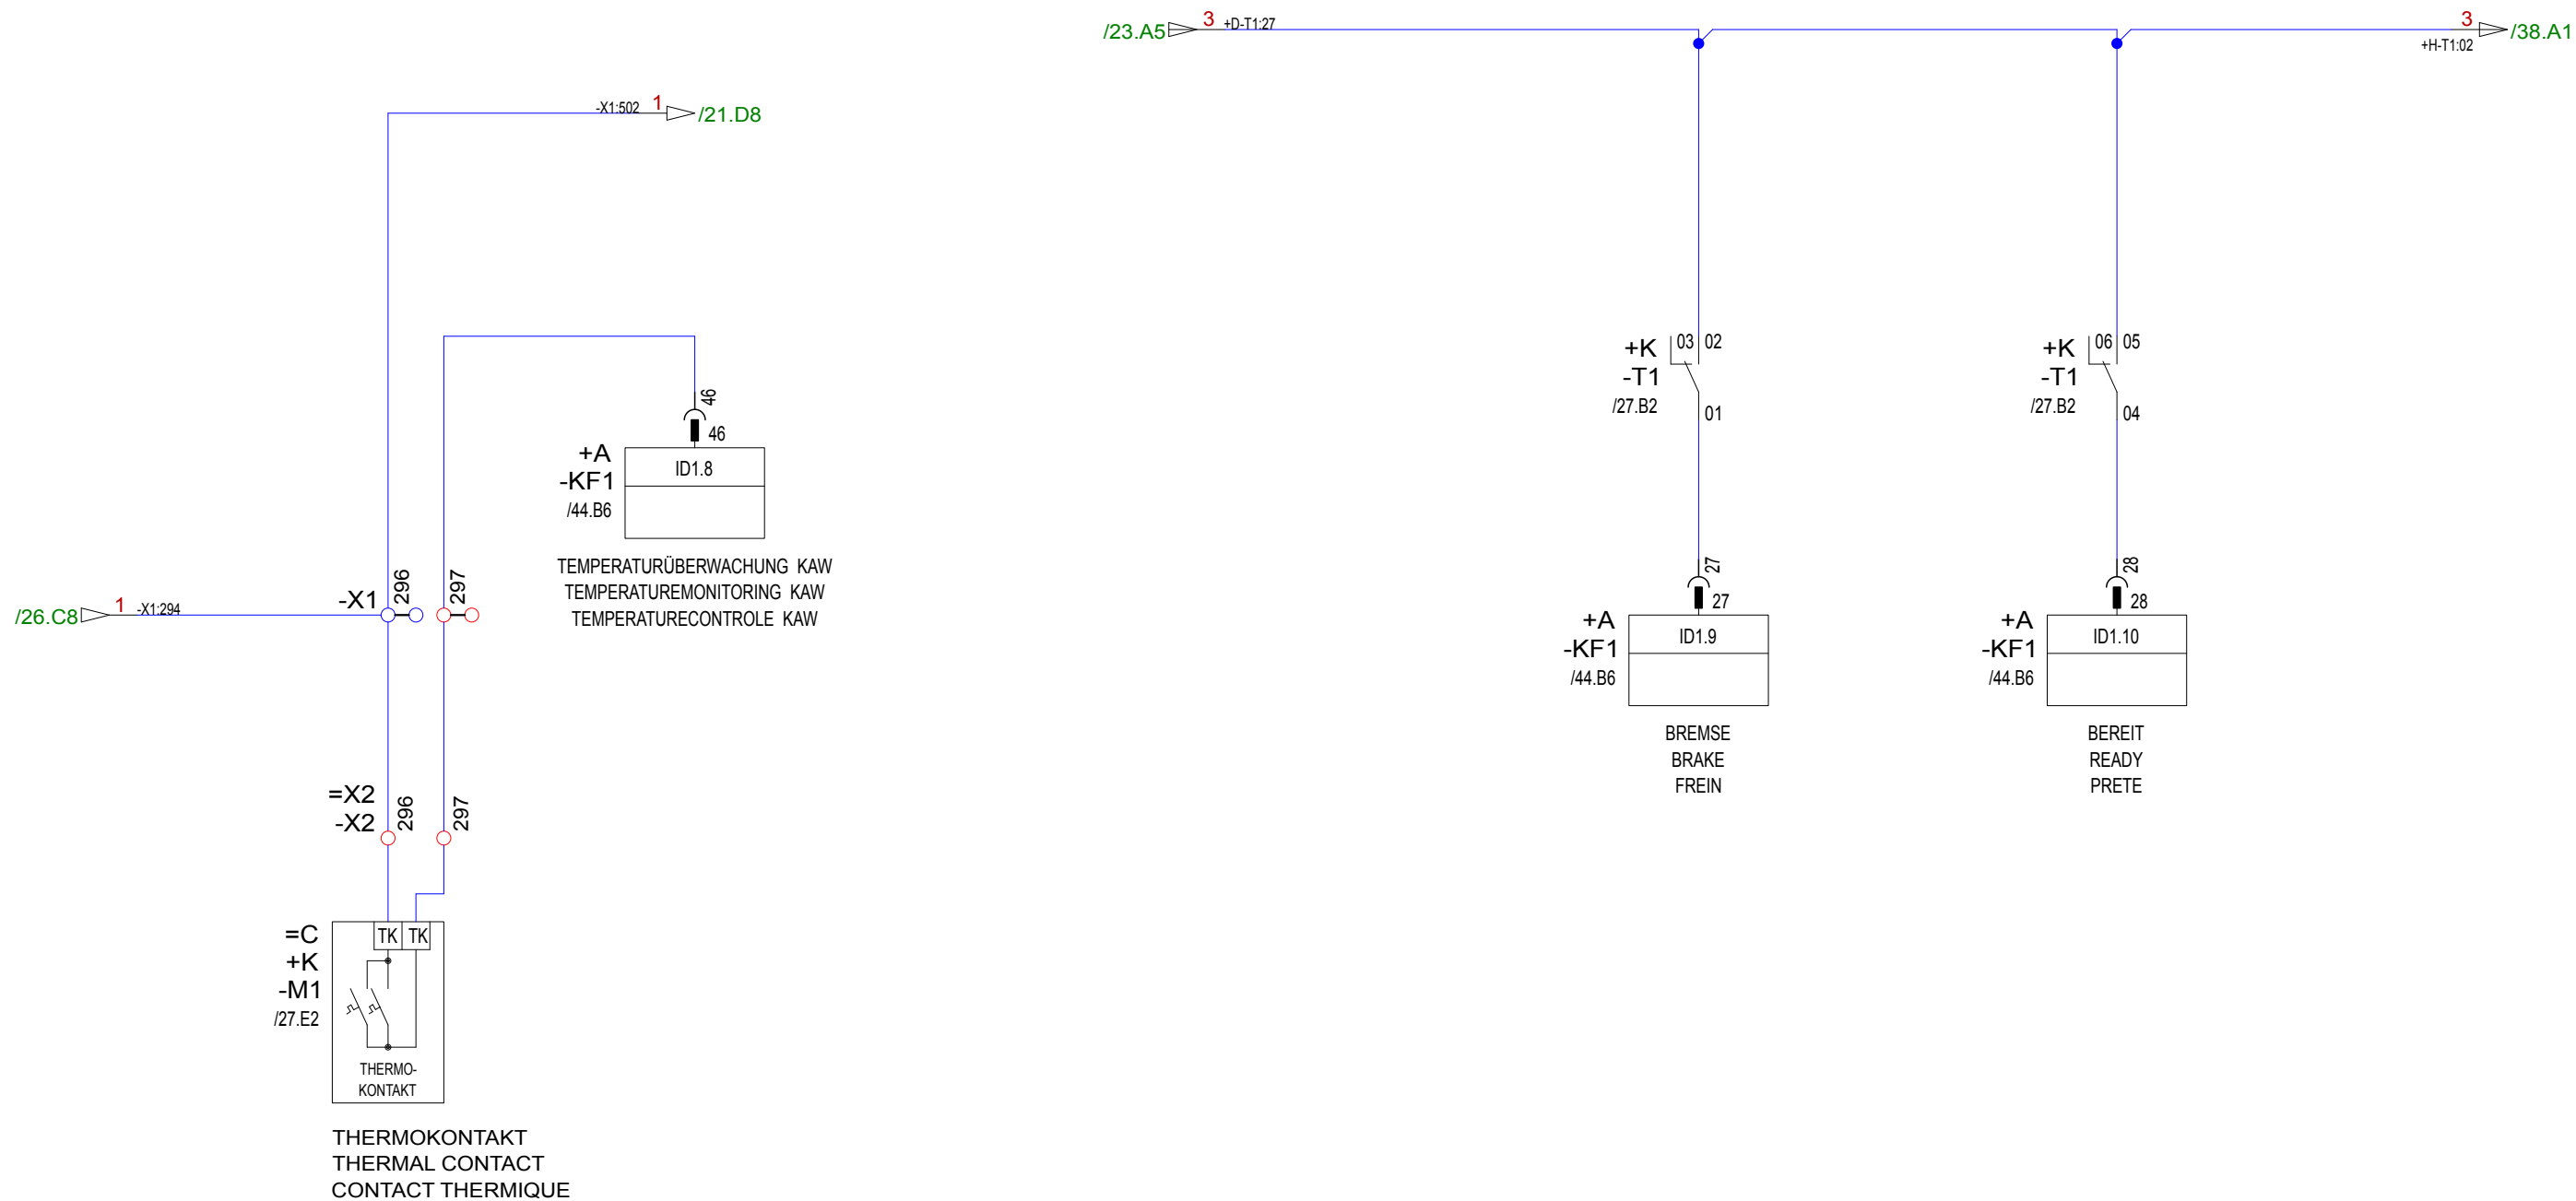 /23.A5 3 +D-T1:27
3 /38.A1
+H-T1:02
-X1:502 1 /21.D8
+K 03 02
-T1
/27.B2 01
+K 06 05
-T1
/27.B2 04
46
46
+A ID1.8
-KF1
/44.B6
TEMPERATURÜBERWACHUNG KAW
TEMPERATUREMONITORING KAW
TEMPERATURECONTROLE KAW
/26.C8 1 -X1:294
-X1 296 297
27
27
+A ID1.9
-KF1
/44.B6
BREMSE
BRAKE
FREIN
28
28
+A ID1.10
-KF1
/44.B6
BEREIT
READY
PRETE
=X2
-X2 296 297
=C TK TK
+K
-M1
/27.E2
THERMO-
KONTAKT
THERMOKONTAKT
THERMAL CONTACT
CONTACT THERMIQUE